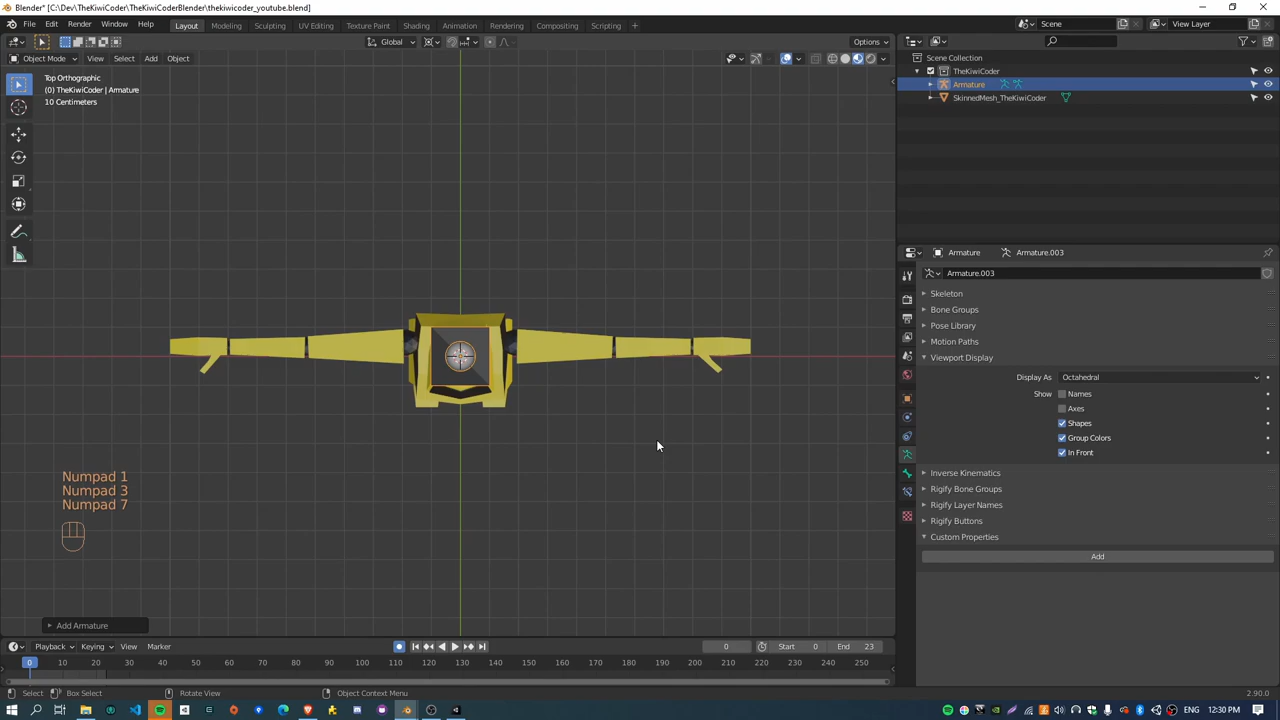 Blender* [C:\Dev\TheKiwiCoderBlender\thekiwicoder_youtube.blend]
File Edit Render Window Help
Layout Modeling Sculpting UV Editing Texture Paint Shading Animation Rendering Compositing Scripting +
Scene
View Layer
Global
Options
Object Mode View Select Add Object
Top Orthographic
(0) TheKiwiCoder | Armature
10 Centimeters
Scene Collection
TheKiwiCoder
Armature
SkinnedMesh_TheKiwiCoder
Armature Armature.003
Armature.003
Skeleton
Bone Groups
Pose Library
Motion Paths
Viewport Display
Display As Octahedral
Show Names
Axes
Shapes
Group Colors
In Front
Inverse Kinematics
Rigify Bone Groups
Rigify Layer Names
Rigify Buttons
Custom Properties
Add
Numpad 1
Numpad 3
Numpad 7
Add Armature
Playback Keying View Marker
0 Start 0 End 23
0 10 20 30 40 50 60 70 80 90 100 110 120 130 140 150 160 170 180 190 200 210 220 230 240 250
Select Box Select Rotate View Object Context Menu 2.90.0
ENG 12:30 PM